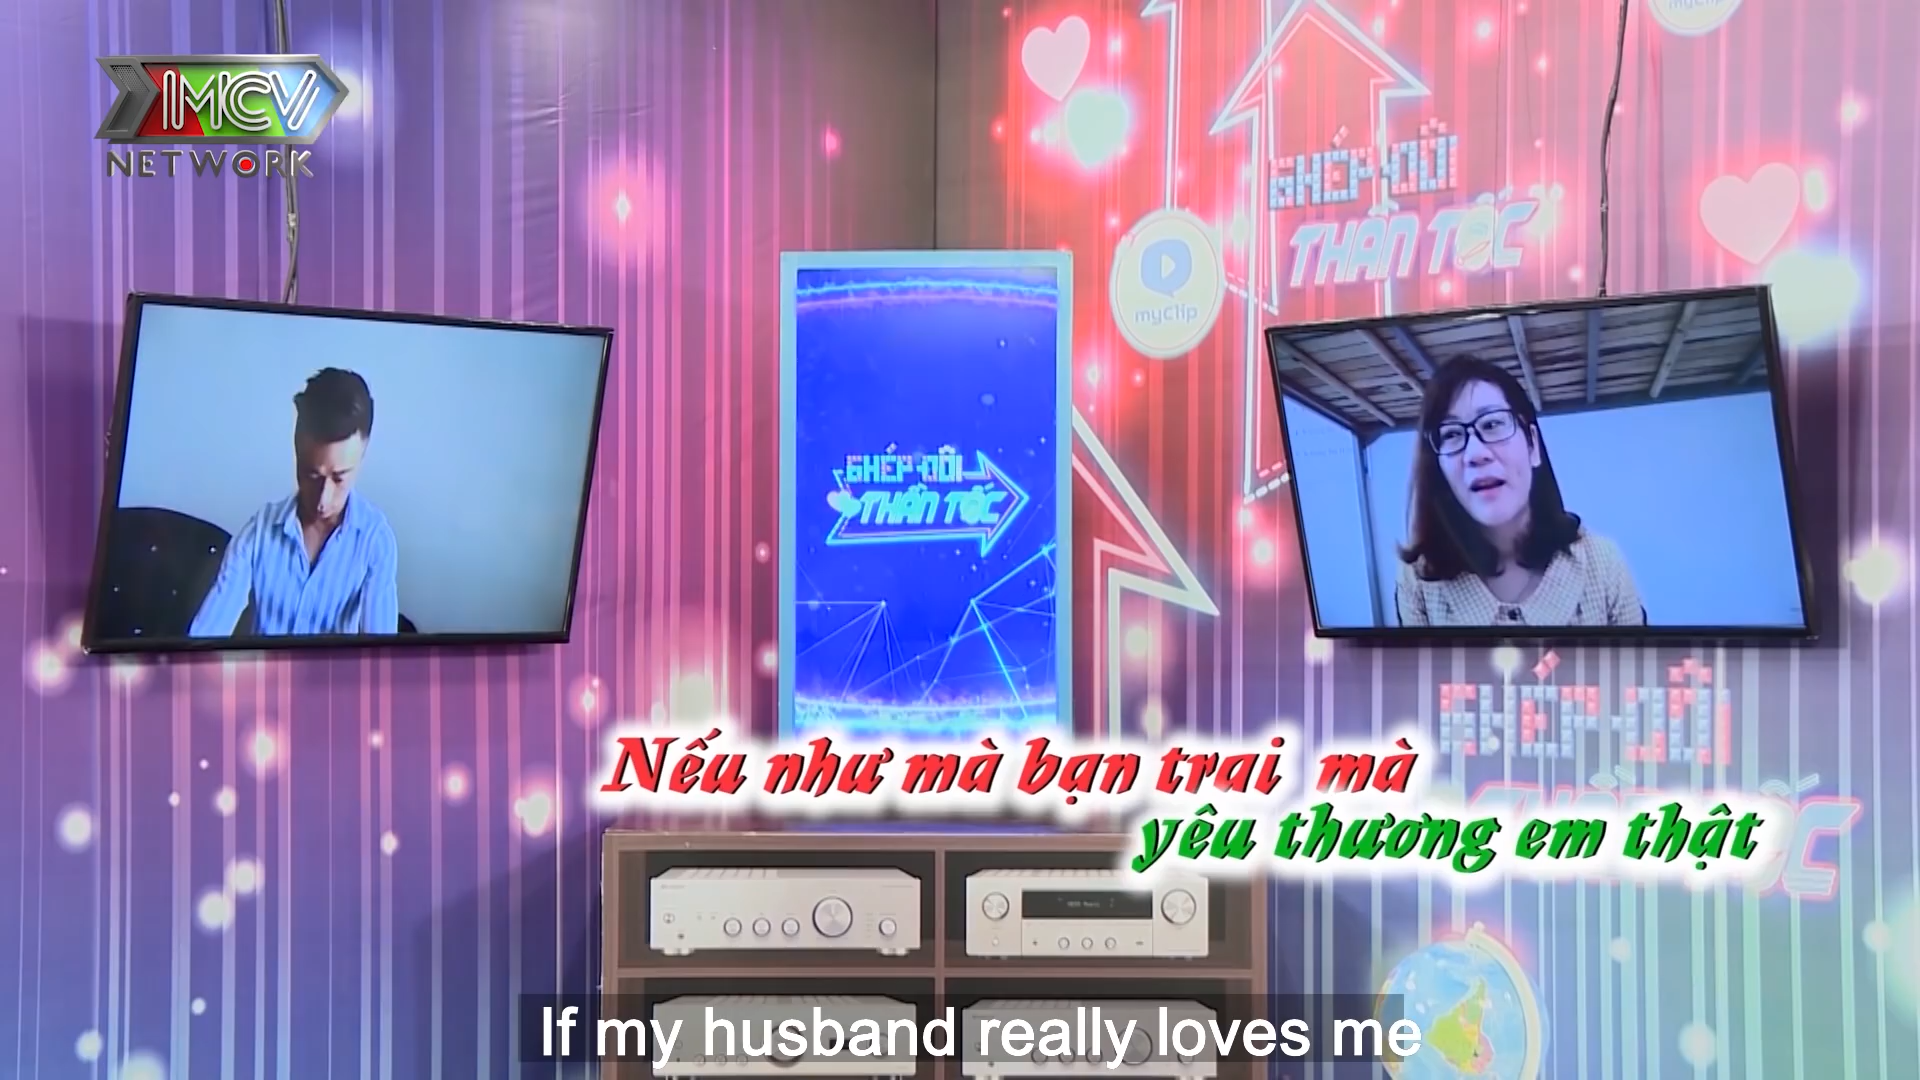 MCV
NETWORK
myclip
GHÉP ĐÔI
THẦN TỐC
myclip
GHÉP ĐÔI
THẦN TỐC
GHÉP ĐÔI
Nếu như mà bạn trai mà
yêu thương em thật
If my husband really loves me